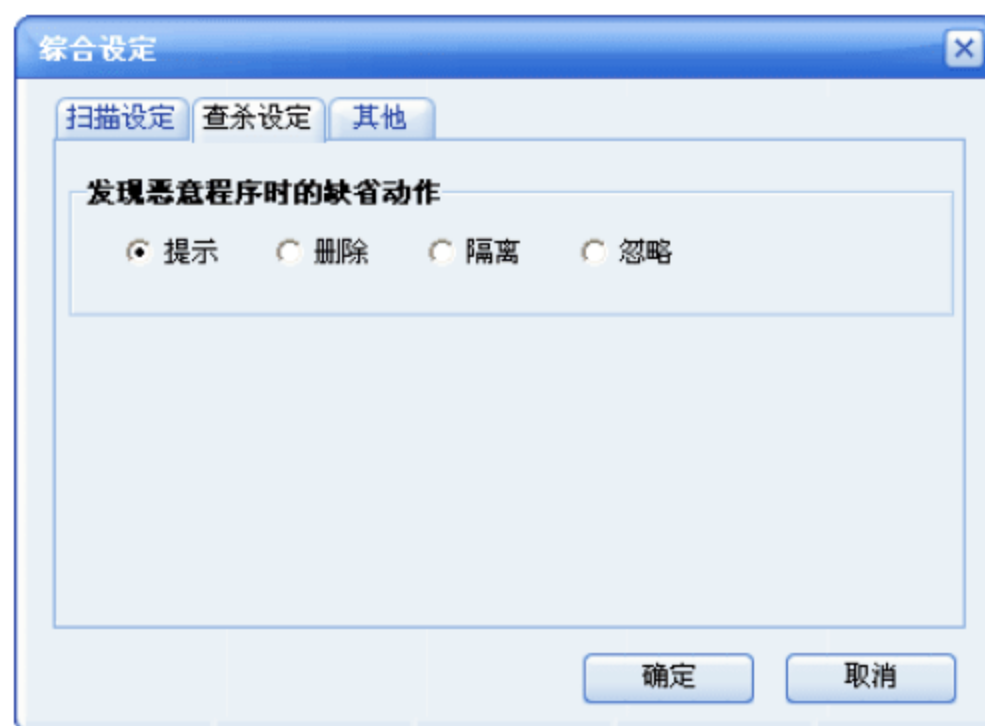 综合设定
扫描设定 查杀设定 其他
发现恶意程序时的缺省动作
提示 删除 隔离 忽略
确定 取消